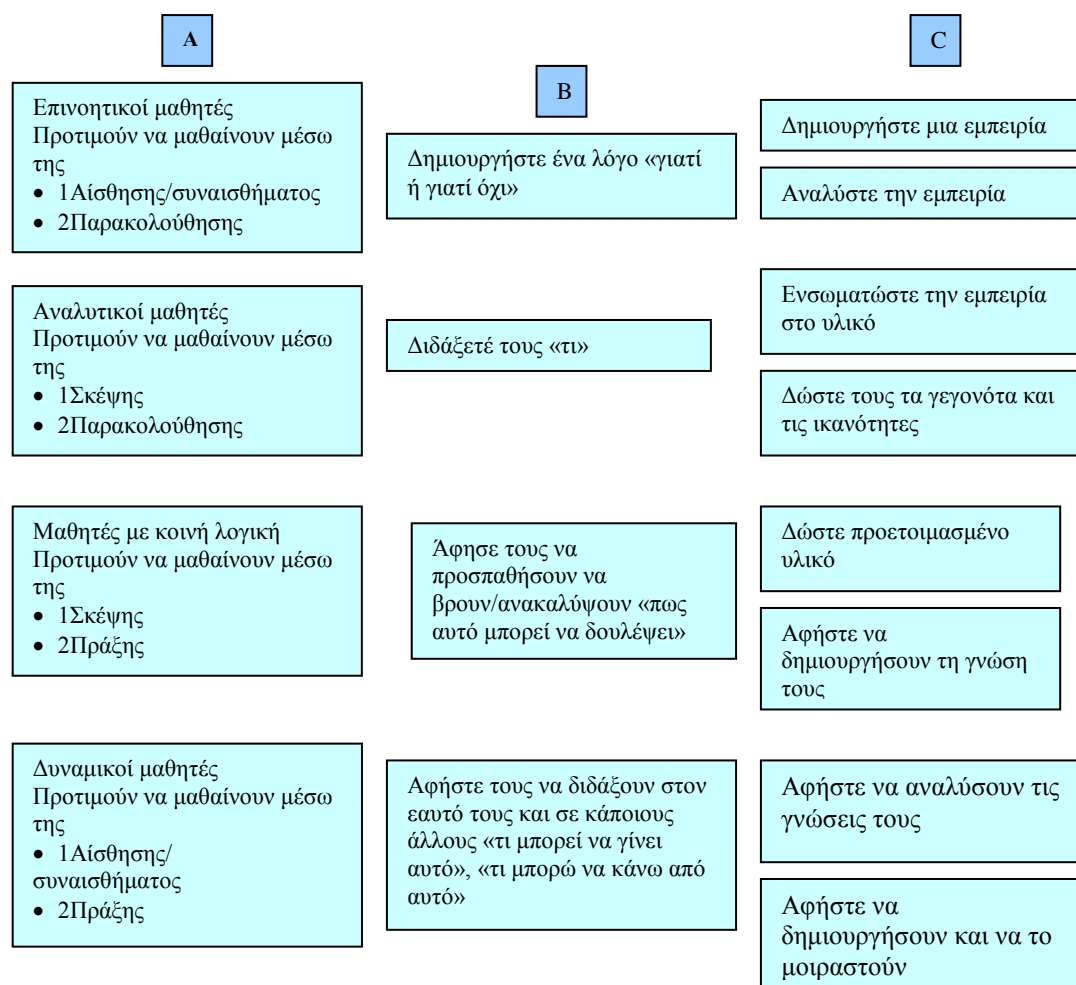 A
Επινοητικοί μαθητές
Προτιμούν να μαθαίνουν μέσω
της
• 1Αίσθησης/συναισθήματος
• 2Παρακολούθησης
Αναλυτικοί μαθητές
Προτιμούν να μαθαίνουν μέσω
της
• 1Σκέψης
• 2Παρακολούθησης
Μαθητές με κοινή λογική
Προτιμούν να μαθαίνουν μέσω
της
• 1Σκέψης
• 2Πράξης
Δυναμικοί μαθητές
Προτιμούν να μαθαίνουν μέσω
της
• 1Αίσθησης/
συναισθήματος
• 2Πράξης
B
Δημιουργήστε ένα λόγο «γιατί
ή γιατί όχι»
Διδάξετέ τους «τι»
Άφησε τους να
προσπαθήσουν να
βρουν/ανακαλύψουν «πως
αυτό μπορεί να δουλέψει»
Αφήστε τους να διδάξουν στον
εαυτό τους και σε κάποιους
άλλους «τι μπορεί να γίνει
αυτό», «τι μπορώ να κάνω από
αυτό»
C
Δημιουργήστε μια εμπειρία
Αναλύστε την εμπειρία
Ενσωματώστε την εμπειρία
στο υλικό
Δώστε τους τα γεγονότα και
τις ικανότητες
Δώστε προετοιμασμένο
υλικό
Αφήστε να
δημιουργήσουν τη γνώση
τους
Αφήστε να αναλύσουν τις
γνώσεις τους
Αφήστε να
δημιουργήσουν και να το
μοιραστούν